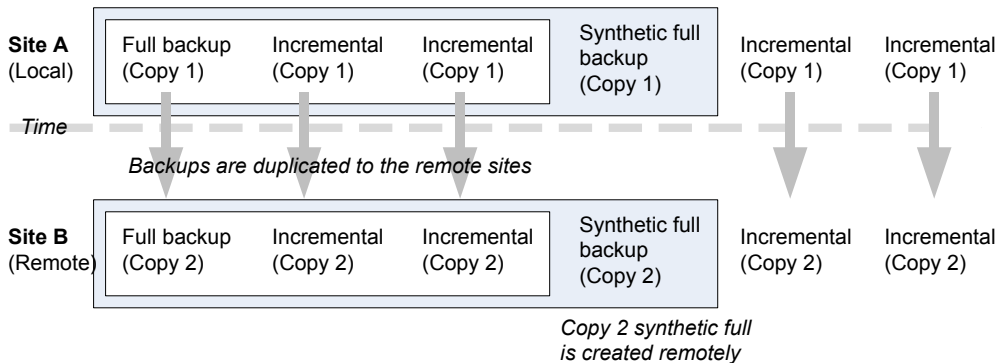 Site A
(Local)
Full backup
(Copy 1)
Incremental
(Copy 1)
Incremental
(Copy 1)
Synthetic full
backup
(Copy 1)
Incremental
(Copy 1)
Incremental
(Copy 1)
Time
Backups are duplicated to the remote sites
Site B
(Remote)
Full backup
(Copy 2)
Incremental
(Copy 2)
Incremental
(Copy 2)
Synthetic full
backup
(Copy 2)
Incremental
(Copy 2)
Incremental
(Copy 2)
Copy 2 synthetic full
is created remotely